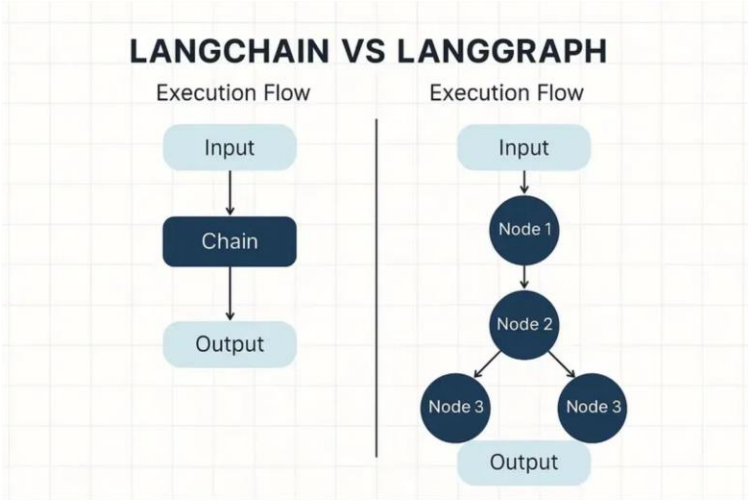 LANGCHAIN VS LANGGRAPH
Execution Flow
Input
Chain
Output
Execution Flow
Input
Node 1
Node 2
Node 3
Node 3
Output